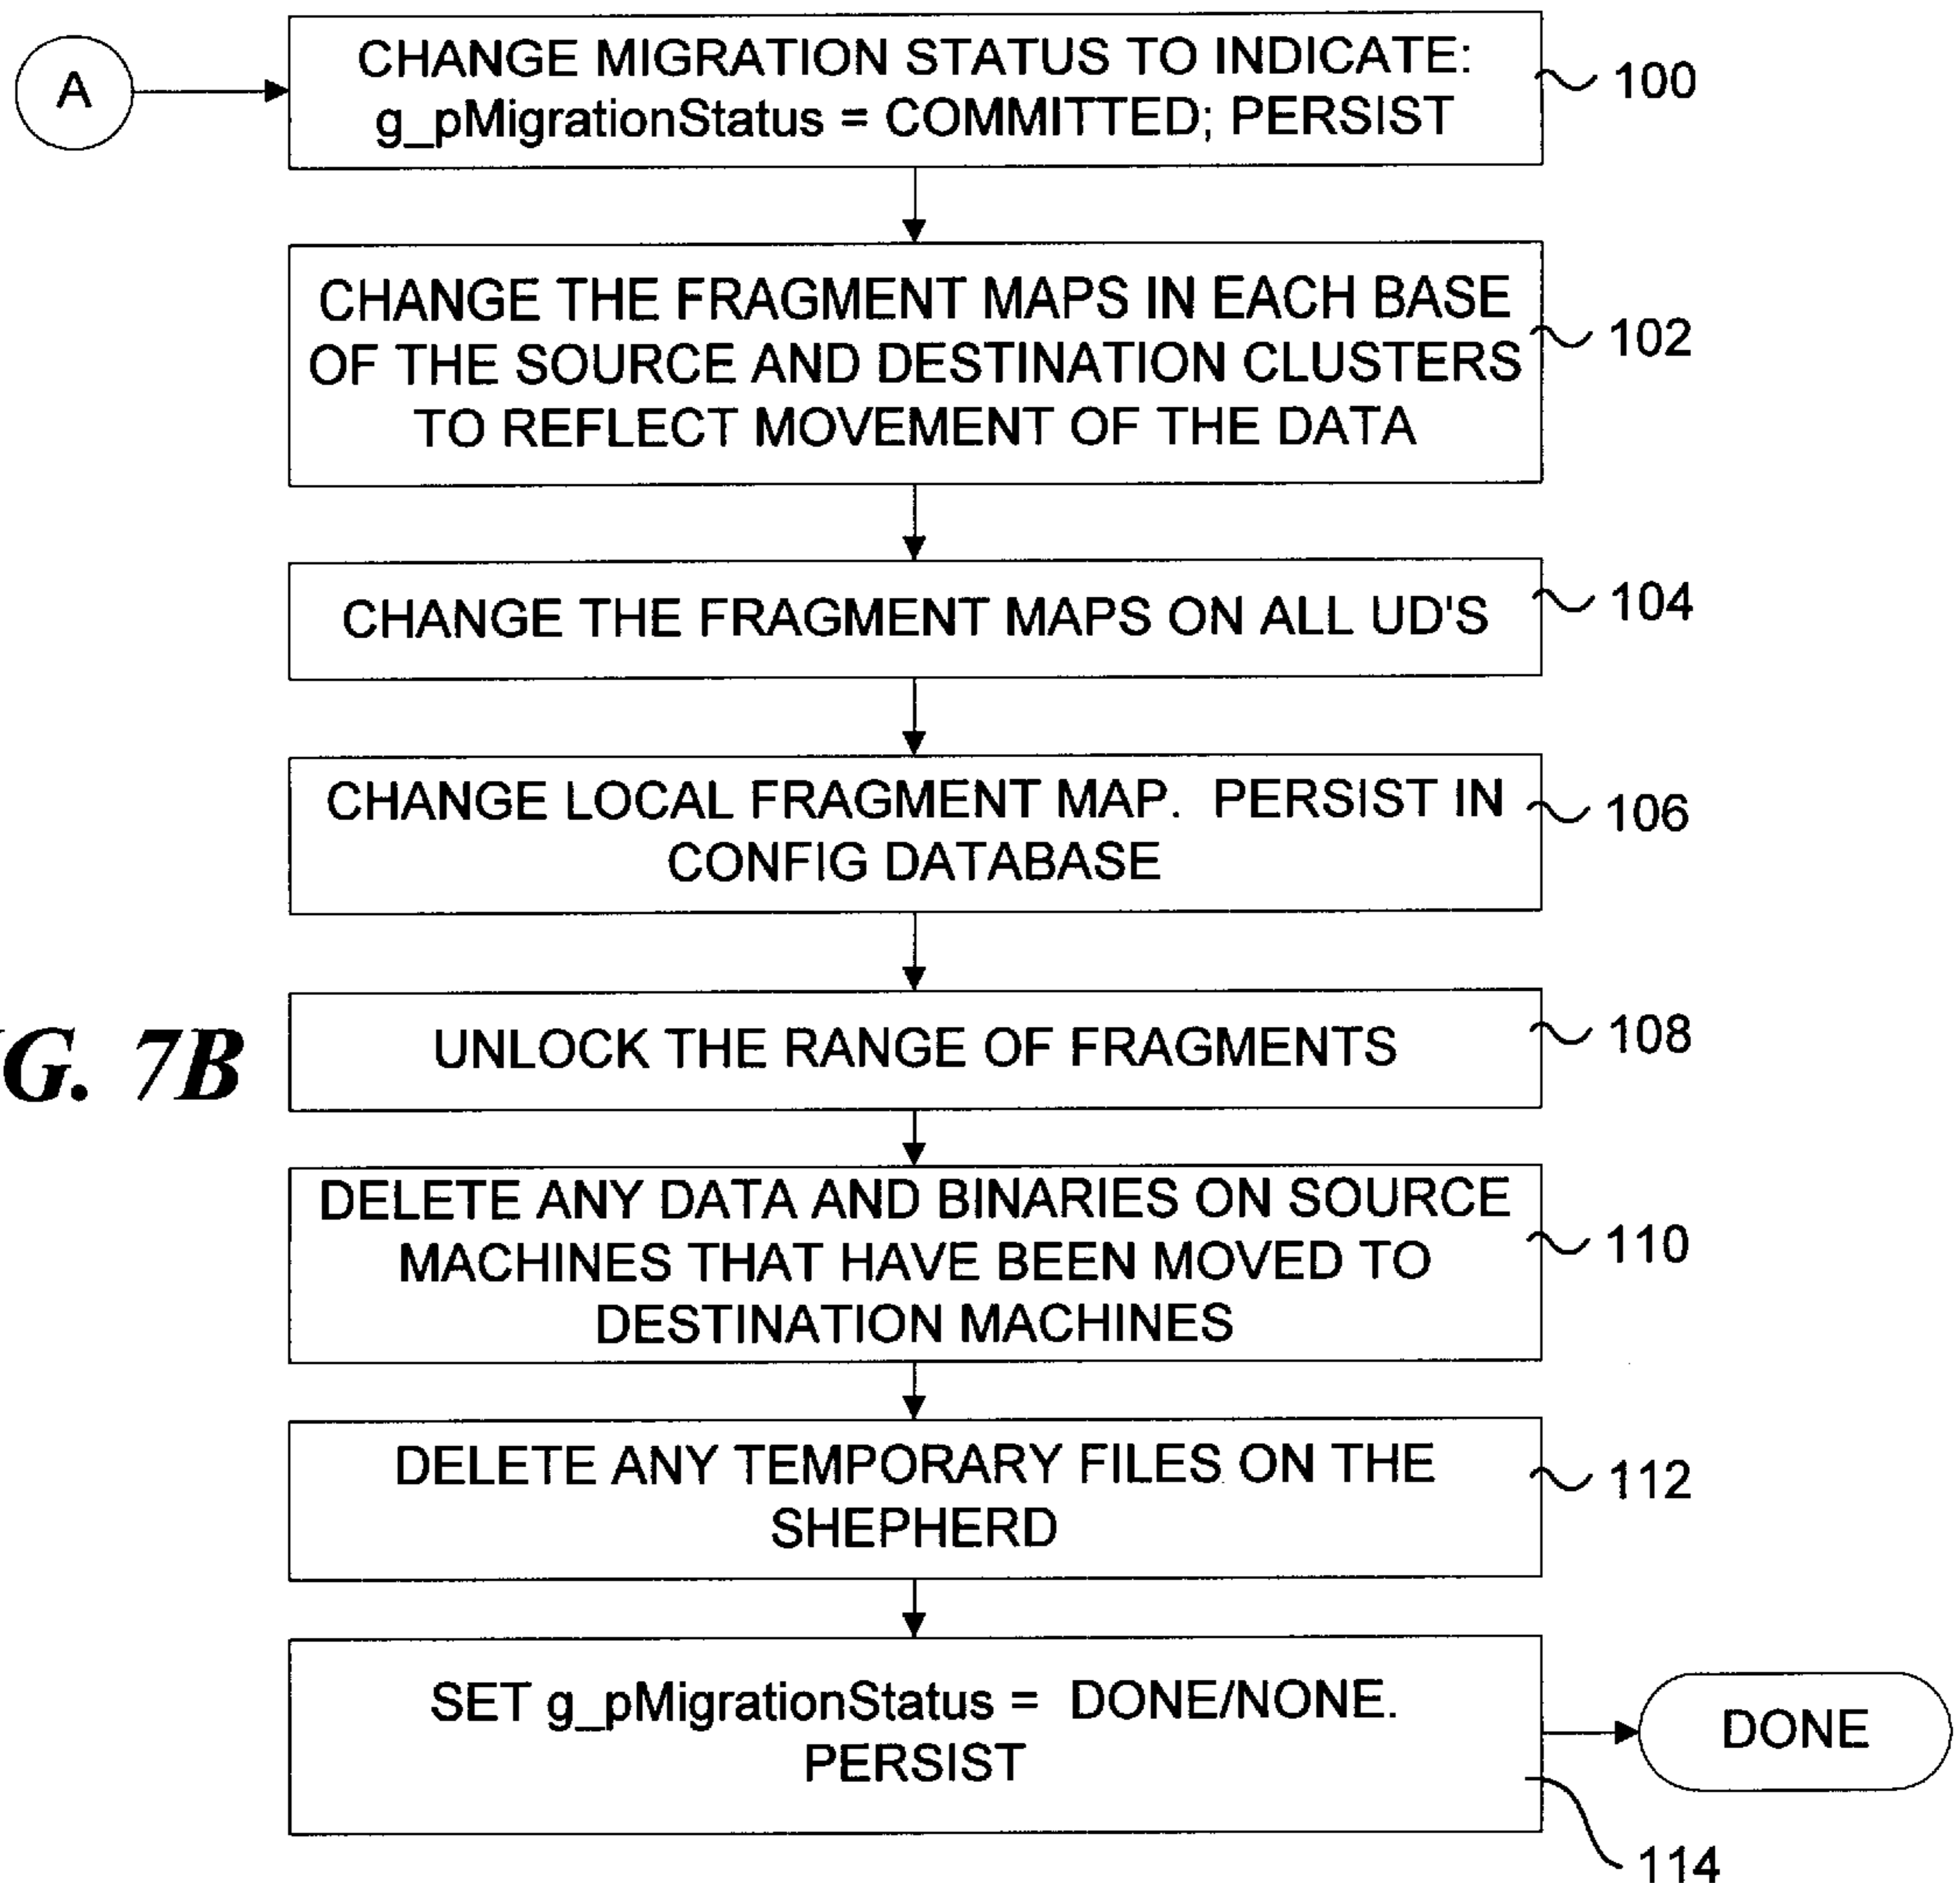 A
CHANGE MIGRATION STATUS TO INDICATE:
g_pMigrationStatus = COMMITTED; PERSIST
100
CHANGE THE FRAGMENT MAPS IN EACH BASE
OF THE SOURCE AND DESTINATION CLUSTERS
TO REFLECT MOVEMENT OF THE DATA
102
CHANGE THE FRAGMENT MAPS ON ALL UD'S
104
CHANGE LOCAL FRAGMENT MAP. PERSIST IN
CONFIG DATABASE
106
G. 7B
UNLOCK THE RANGE OF FRAGMENTS
108
DELETE ANY DATA AND BINARIES ON SOURCE
MACHINES THAT HAVE BEEN MOVED TO
DESTINATION MACHINES
110
DELETE ANY TEMPORARY FILES ON THE
SHEPHERD
112
SET g_pMigrationStatus = DONE/NONE.
PERSIST
DONE
114